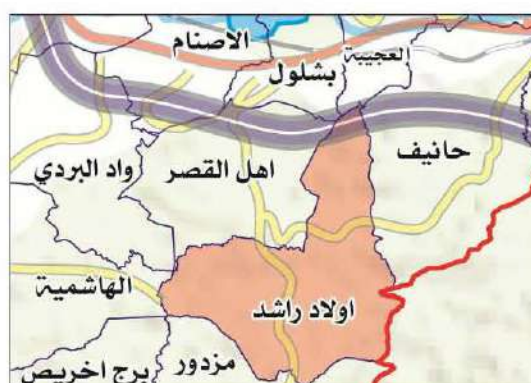 الاصنام
العجيبة
بشلول
حانيف
اهل القصر
واد البردي
الهاشمية
اولاد راشد
مزدور
برج اخريص